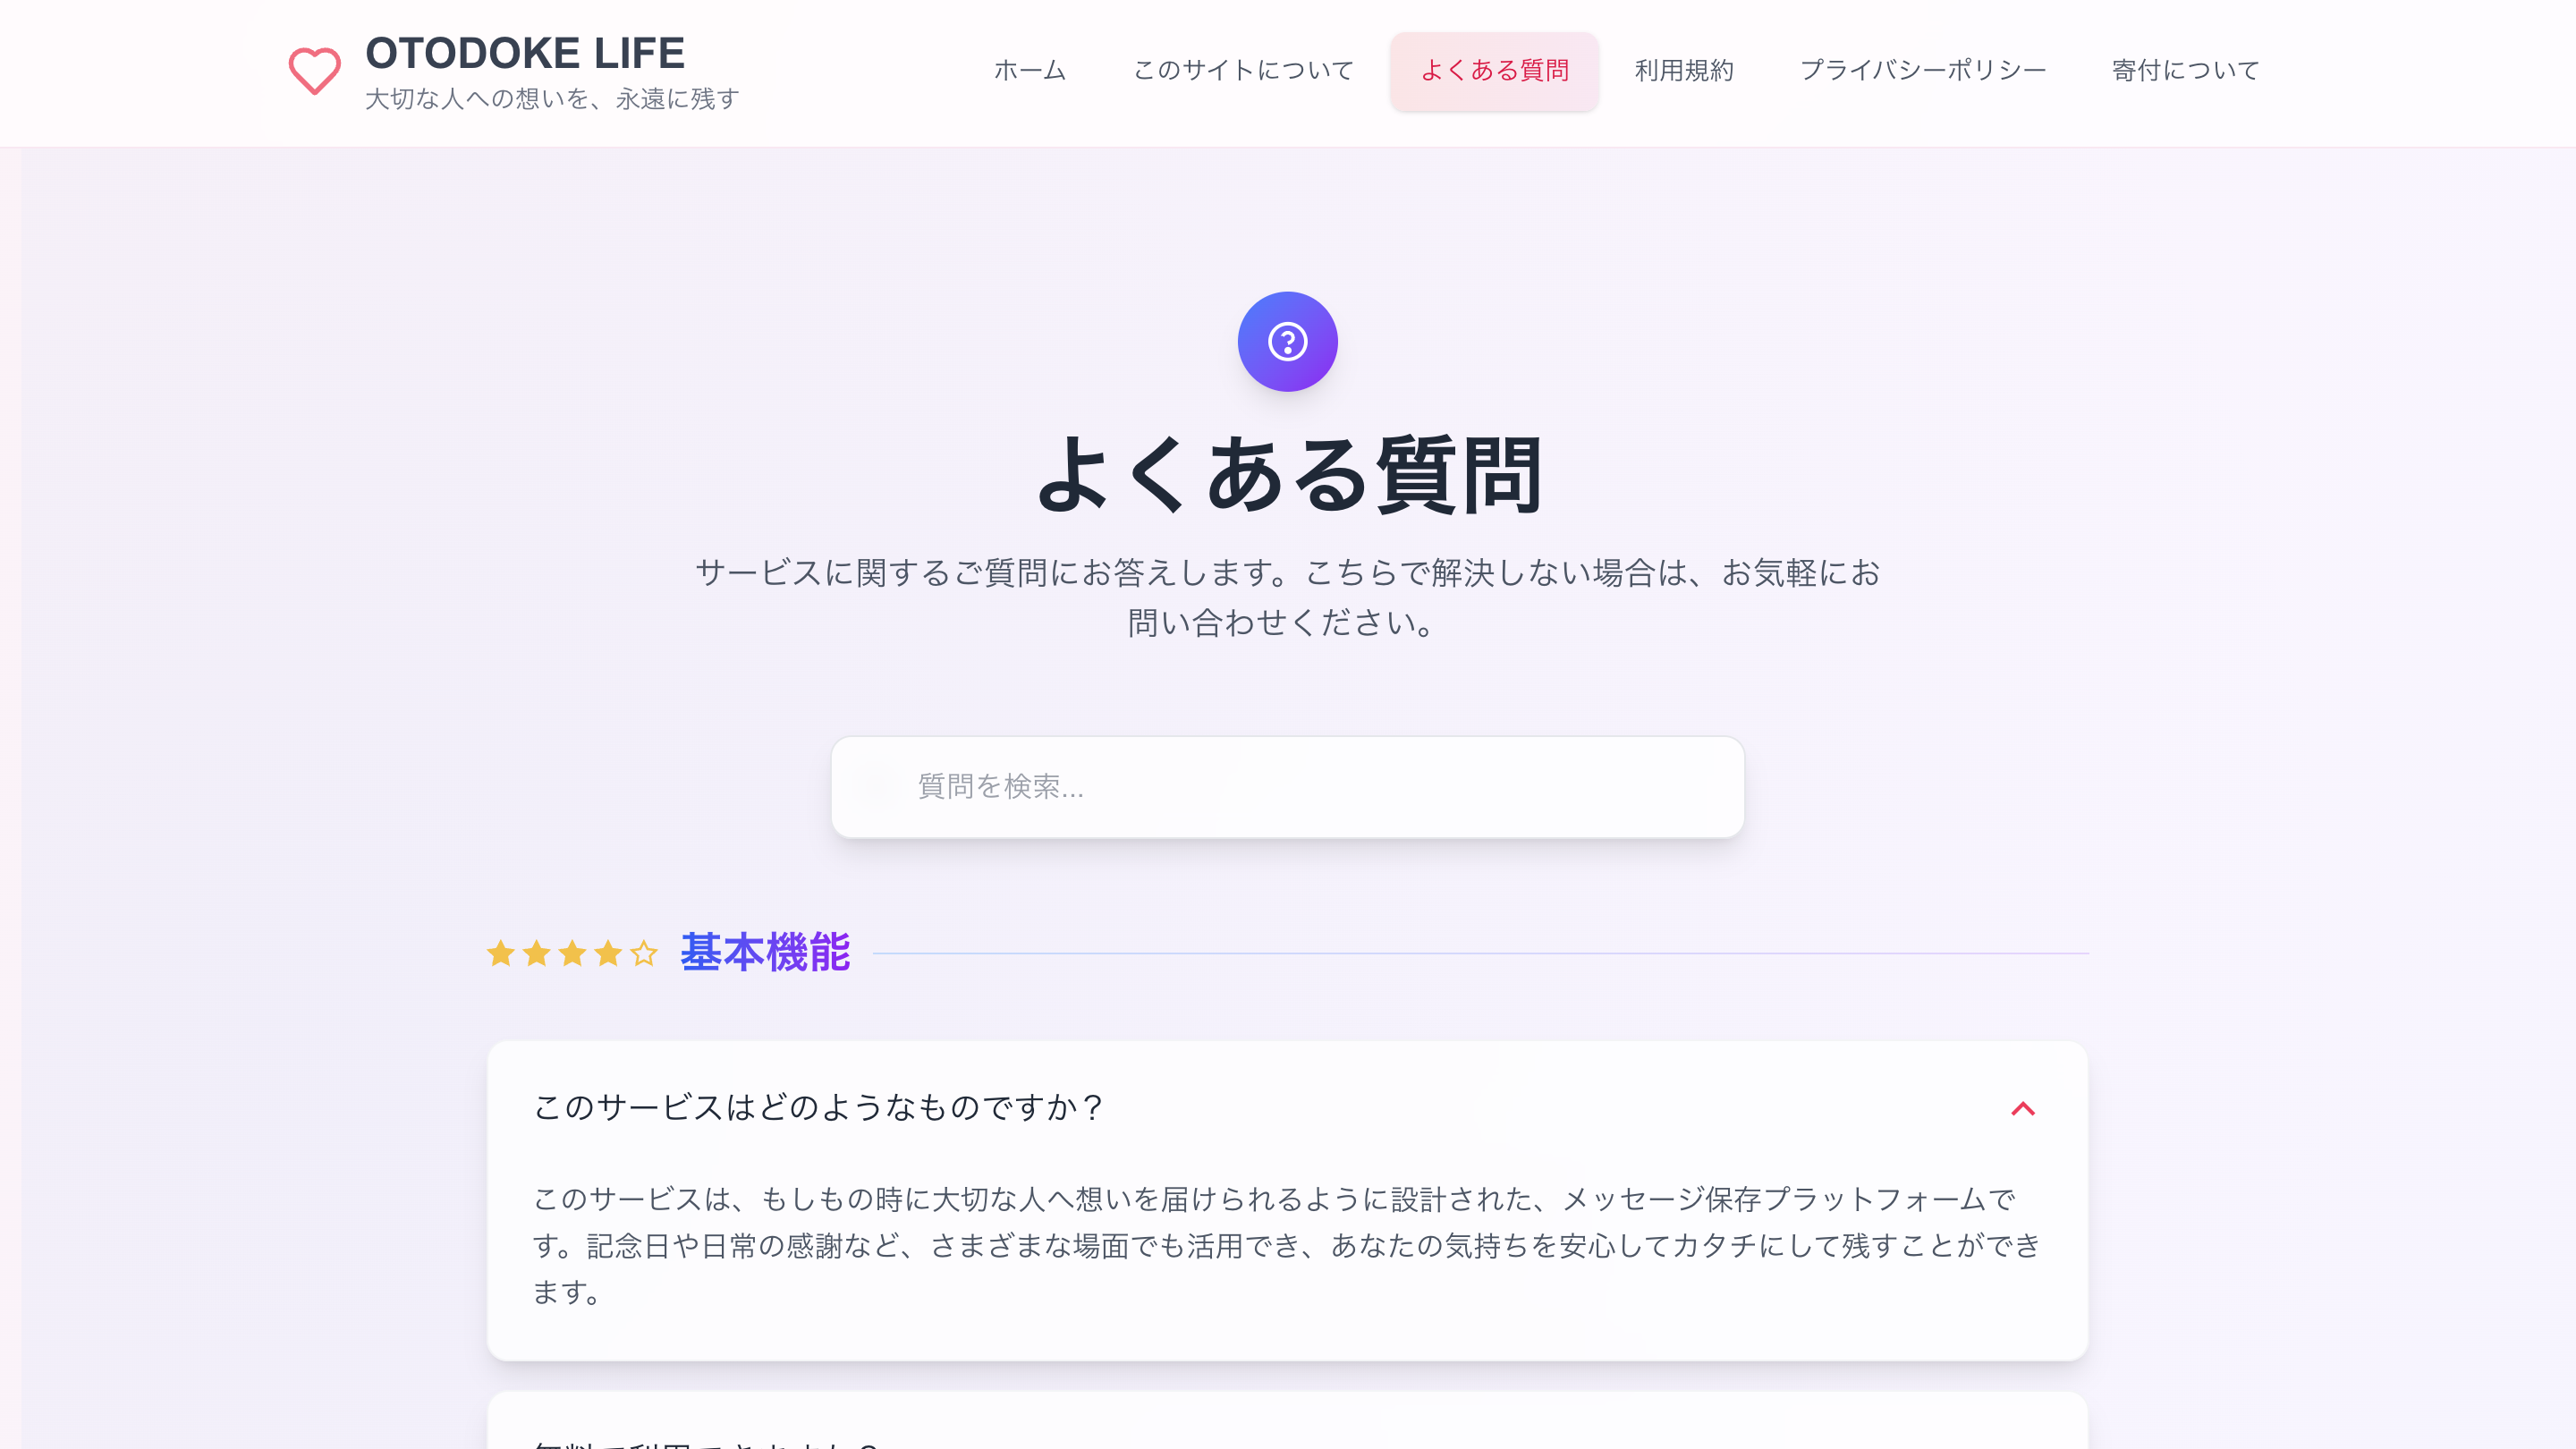 OTODOKE LIFE
大切な人への想いを、永遠に残す
ホーム
このサイトについて
よくある質問
利用規約
プライバシーポリシー
寄付について
よくある質問
サービスに関するご質問にお答えします。こちらで解決しない場合は、お気軽にお
問い合わせください。
質問を検索...
基本機能
このサービスはどのようなものですか？
このサービスは、もしもの時に大切な人へ想いを届けられるように設計された、メッセージ保存プラットフォームで
す。記念日や日常の感謝など、さまざまな場面でも活用でき、あなたの気持ちを安心してカタチにして残すことができ
ます。